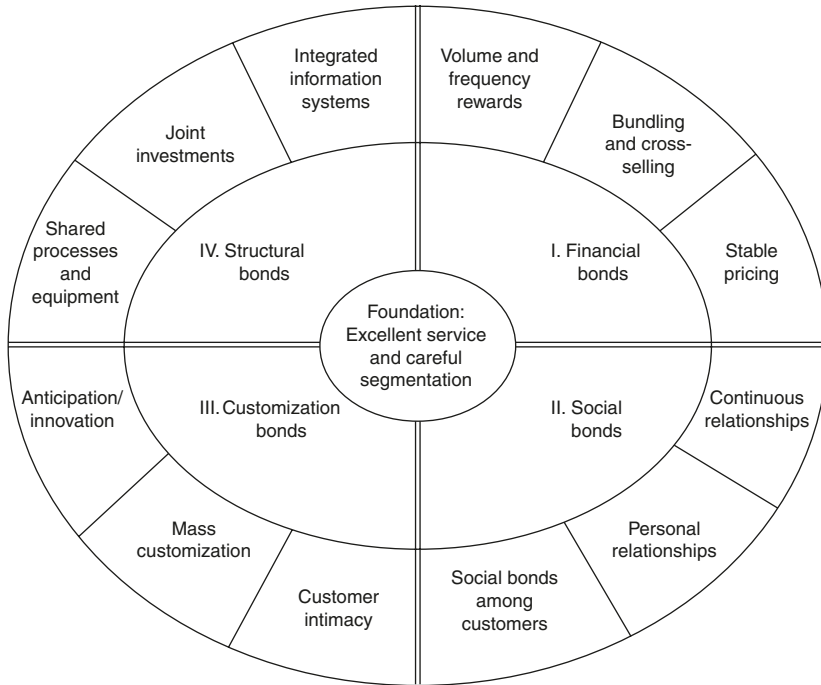 Integrated
information
systems
Volume and
frequency
rewards
Joint
investments
Bundling
and cross-
selling
Shared
processes
and
equipment
IV. Structural
bonds
I. Financial
bonds
Stable
pricing
Foundation:
Excellent service
and careful
segmentation
Anticipation/
innovation
III. Customization
bonds
II. Social
bonds
Continuous
relationships
Mass
customization
Personal
relationships
Customer
intimacy
Social bonds
among
customers